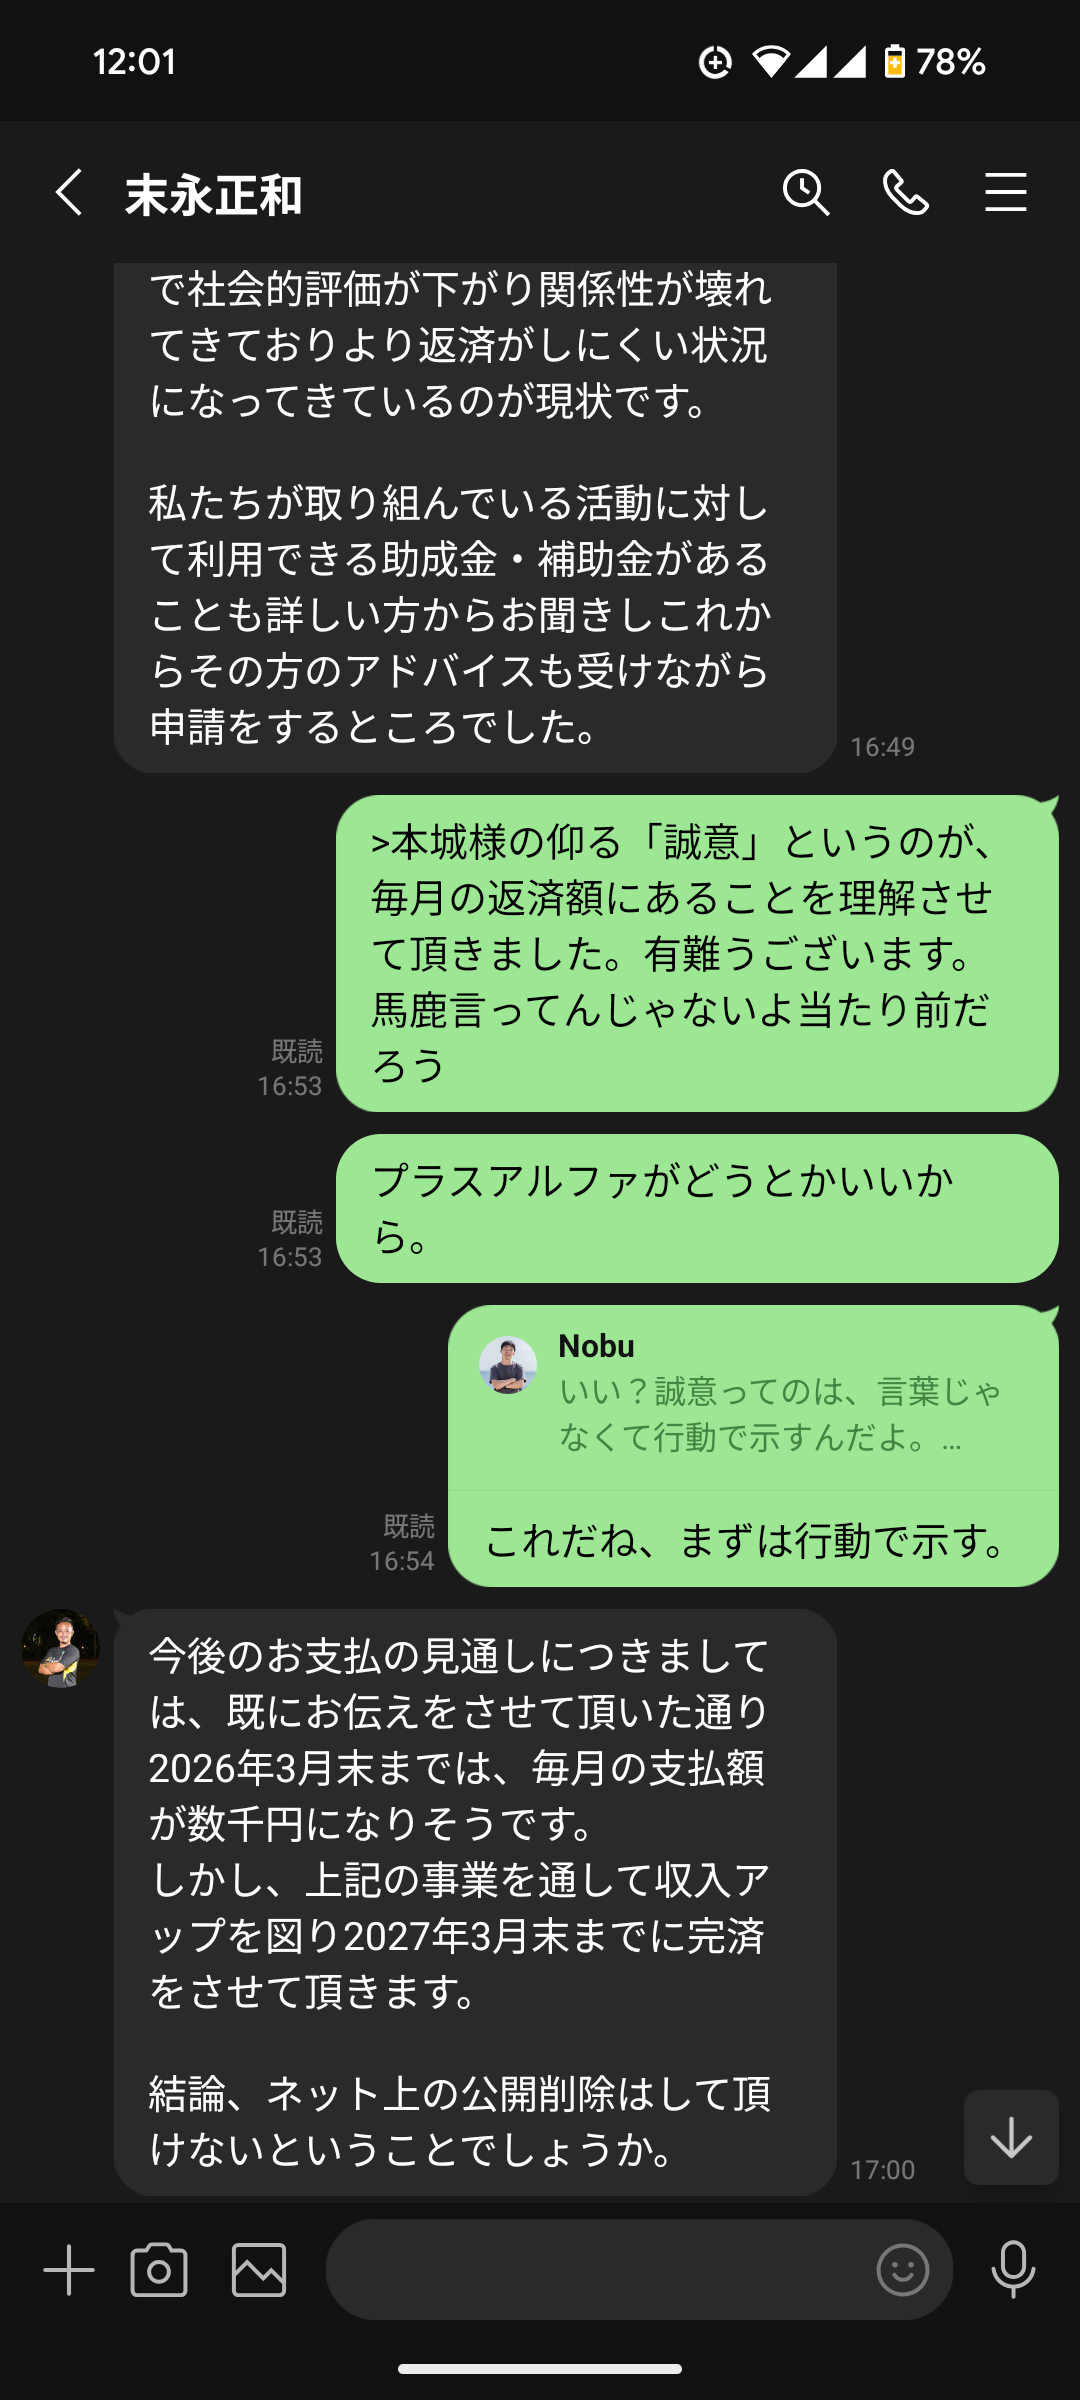 12:01
78%
末永正和
で社会的評価が下がり関係性が壊れ
てきておりより返済がしにくい状況
になってきているのが現状です。
私たちが取り組んでいる活動に対し
て利用できる助成金・補助金がある
ことも詳しい方からお聞きしこれか
らその方のアドバイスも受けながら
申請をするところでした。
16:49
>本城様の仰る「誠意」というのが、
毎月の返済額にあることを理解させ
て頂きました。有難うございます。
馬鹿言ってんじゃないよ当たり前だ
ろう
既読
16:53
プラスアルファがどうとかいいか
ら。
既読
16:53
Nobu
いい？誠意ってのは、言葉じゃ
なくて行動で示すんだよ。...
これだね、まずは行動で示す。
既読
16:54
今後のお支払の見通しにつきまして
は、既にお伝えをさせて頂いた通り
2026年3月末までは、毎月の支払額
が数千円になりそうです。
しかし、上記の事業を通して収入ア
ップを図り2027年3月末までに完済
をさせて頂きます。
結論、ネット上の公開削除はして頂
けないということでしょうか。
17:00